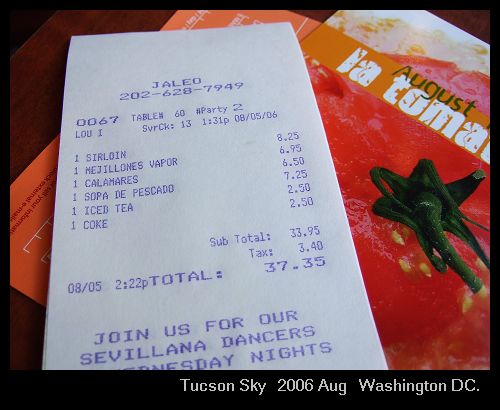 JALEO
202-628-7949
0067 TABLE# 60 #Party 2
LOU I SvrCk: 13 1:31p 08/05/06
1 SIRLOIN 8.25
1 MEJILLONES VAPOR 6.95
1 CALAMARES 6.50
1 SOPA DE PESCADO 7.25
1 ICED TEA 2.50
1 COKE 2.50
Sub Total: 33.95
Tax: 3.40
08/05 2:22pTOTAL: 37.35
JOIN US FOR OUR
SEVILLANA DANCERS
NIGHTS
August
la
Tucson Sky 2006 Aug Washington DC.